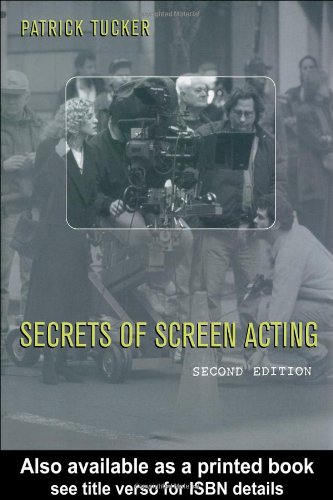 PATRICK TUCKER
SECRETS OF SCREEN ACTING
SECOND EDITION
Also available as a printed book
see title verso for ISBN details